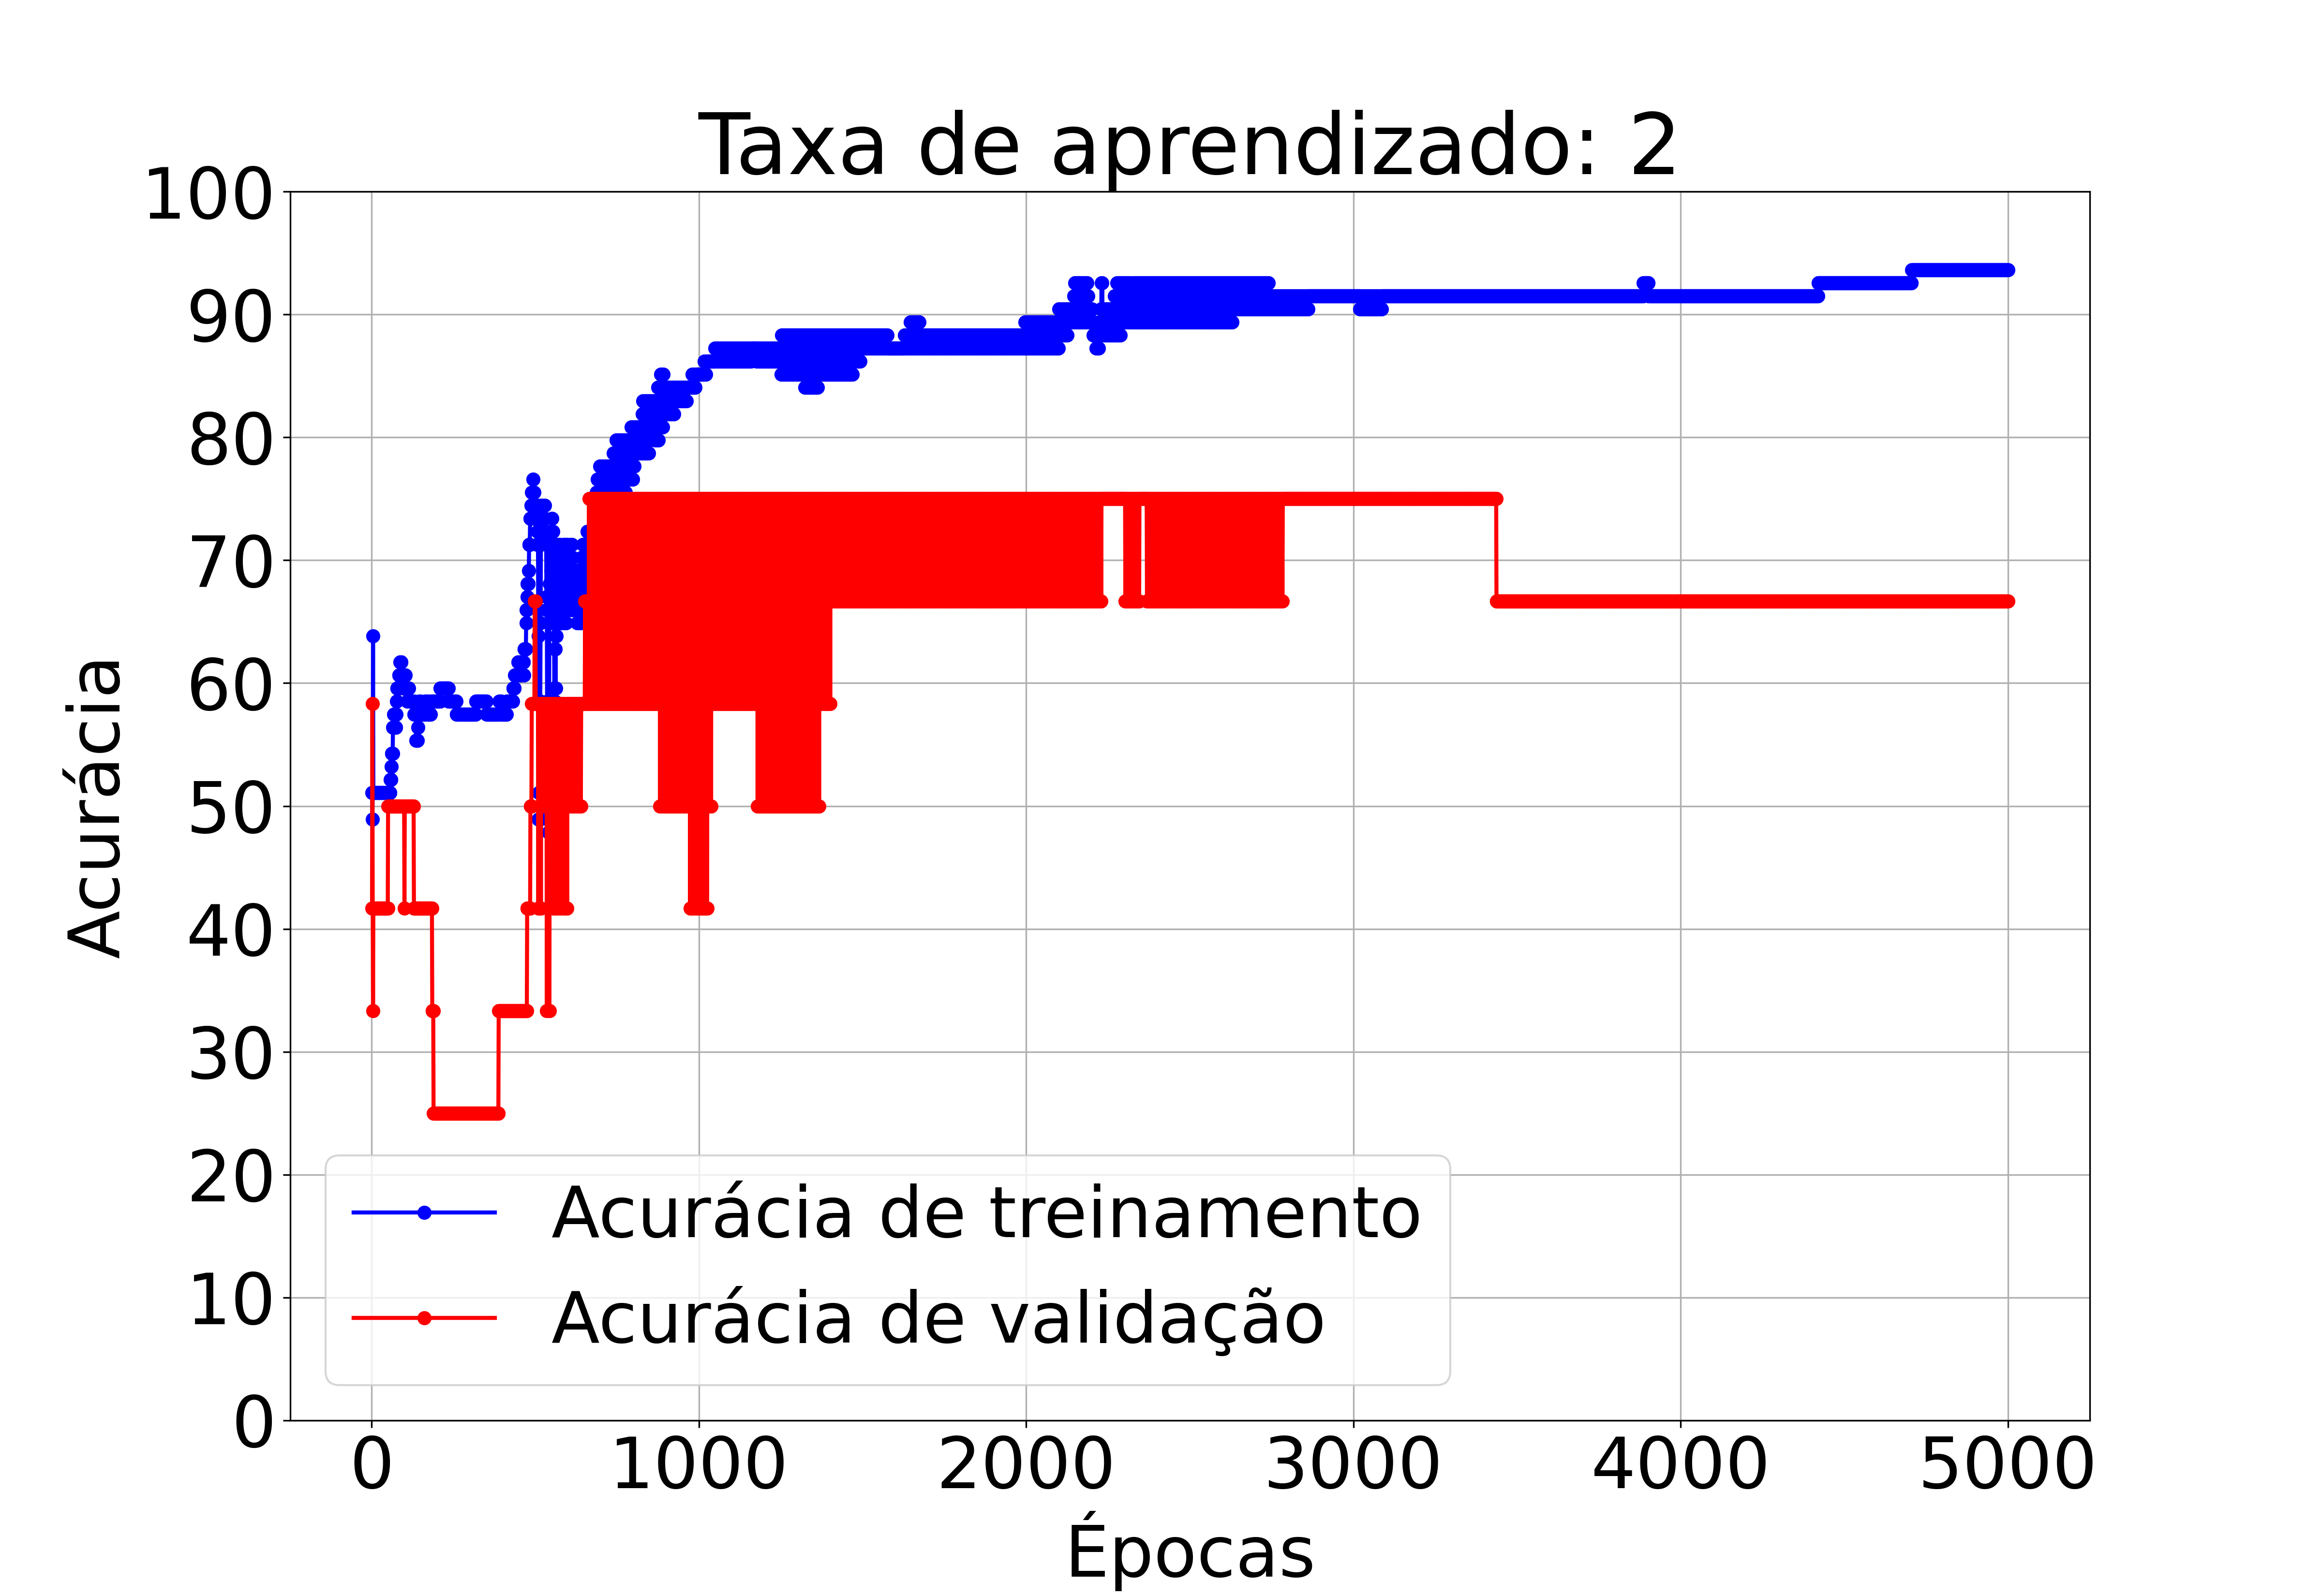 Taxa de aprendizado: 2
100
90
80
70
60
50
40
30
20
10
0
Acurácia
Acurácia de treinamento
Acurácia de validação
0 1000 2000 3000 4000 5000
Épocas